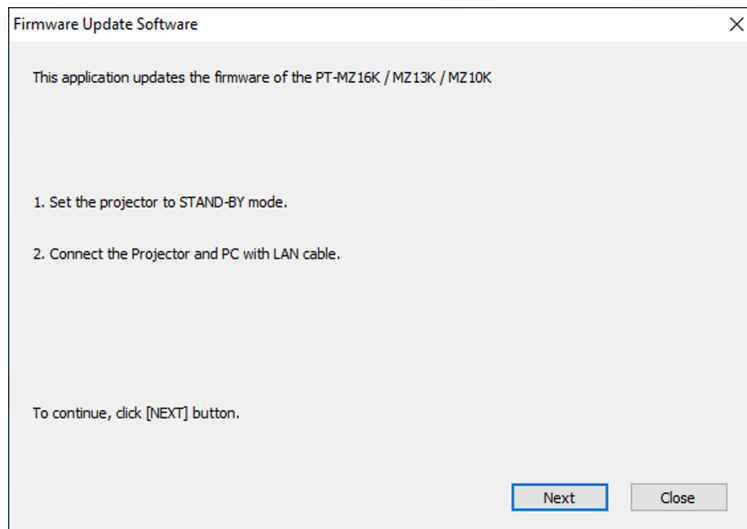 Firmware Update Software
This application updates the firmware of the PT-MZ16K / MZ13K / MZ10K
1. Set the projector to STAND-BY mode.
2. Connect the Projector and PC with LAN cable.
To continue, click [NEXT] button.
Next
Close